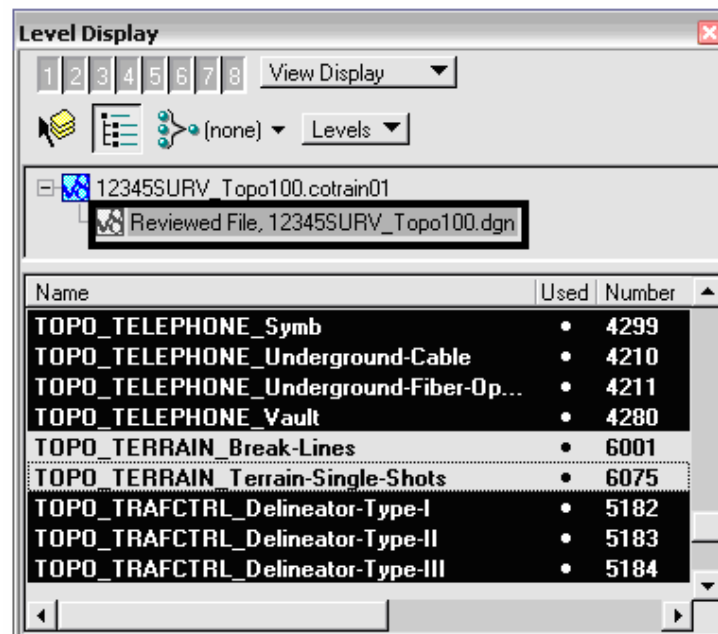 Level Display
1 2 3 4 5 6 7 8 View Display
(none) Levels
12345SURV_Topo100.cotrain01
Reviewed File, 12345SURV_Topo100.dgn
Name Used Number
TOPO_TELEPHONE_Symb • 4299
TOPO_TELEPHONE_Underground-Cable • 4210
TOPO_TELEPHONE_Underground-Fiber-Op... • 4211
TOPO_TELEPHONE_Vault • 4280
TOPO_TERRAIN_Break-Lines • 6001
TOPO_TERRAIN_Terrain-Single-Shots • 6075
TOPO_TRAFCTRL_Delineator-Type-I • 5182
TOPO_TRAFCTRL_Delineator-Type-II • 5183
TOPO_TRAFCTRL_Delineator-Type-III • 5184